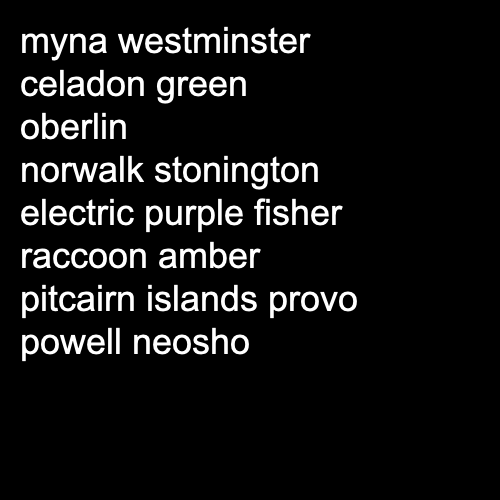 myna westminster
celadon green
oberlin
norwalk stonington
electric purple fisher
raccoon amber
pitcairn islands provo
powell neosho